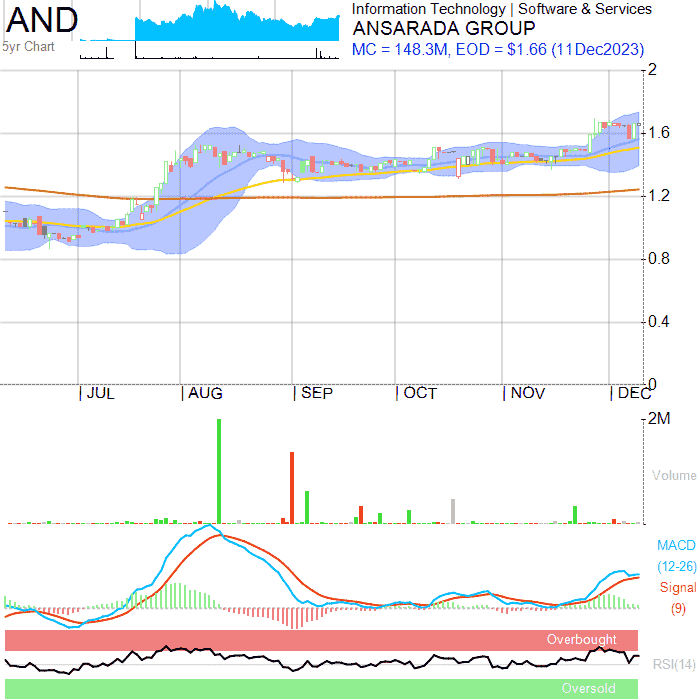 AND
5yr Chart
Information Technology | Software & Services
ANSARADA GROUP
MC = 148.3M, EOD = $1.66 (11Dec2023)
2
1.6
1.2
0.8
0.4
0
| JUL | AUG | SEP | OCT | NOV | DEC
2M
Volume
MACD
(12-26)
Signal
(9)
Overbought
RSI(14)
Oversold